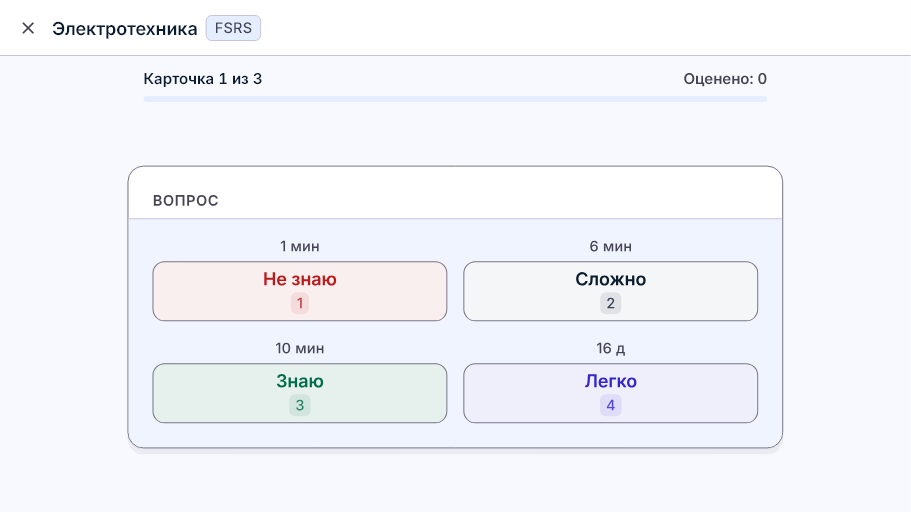 Электротехника FSRS
Карточка 1 из 3 Оценено: 0
ВОПРОС
1 мин 6 мин
Не знаю Сложно
1 2
10 мин 16 д
Знаю Легко
3 4